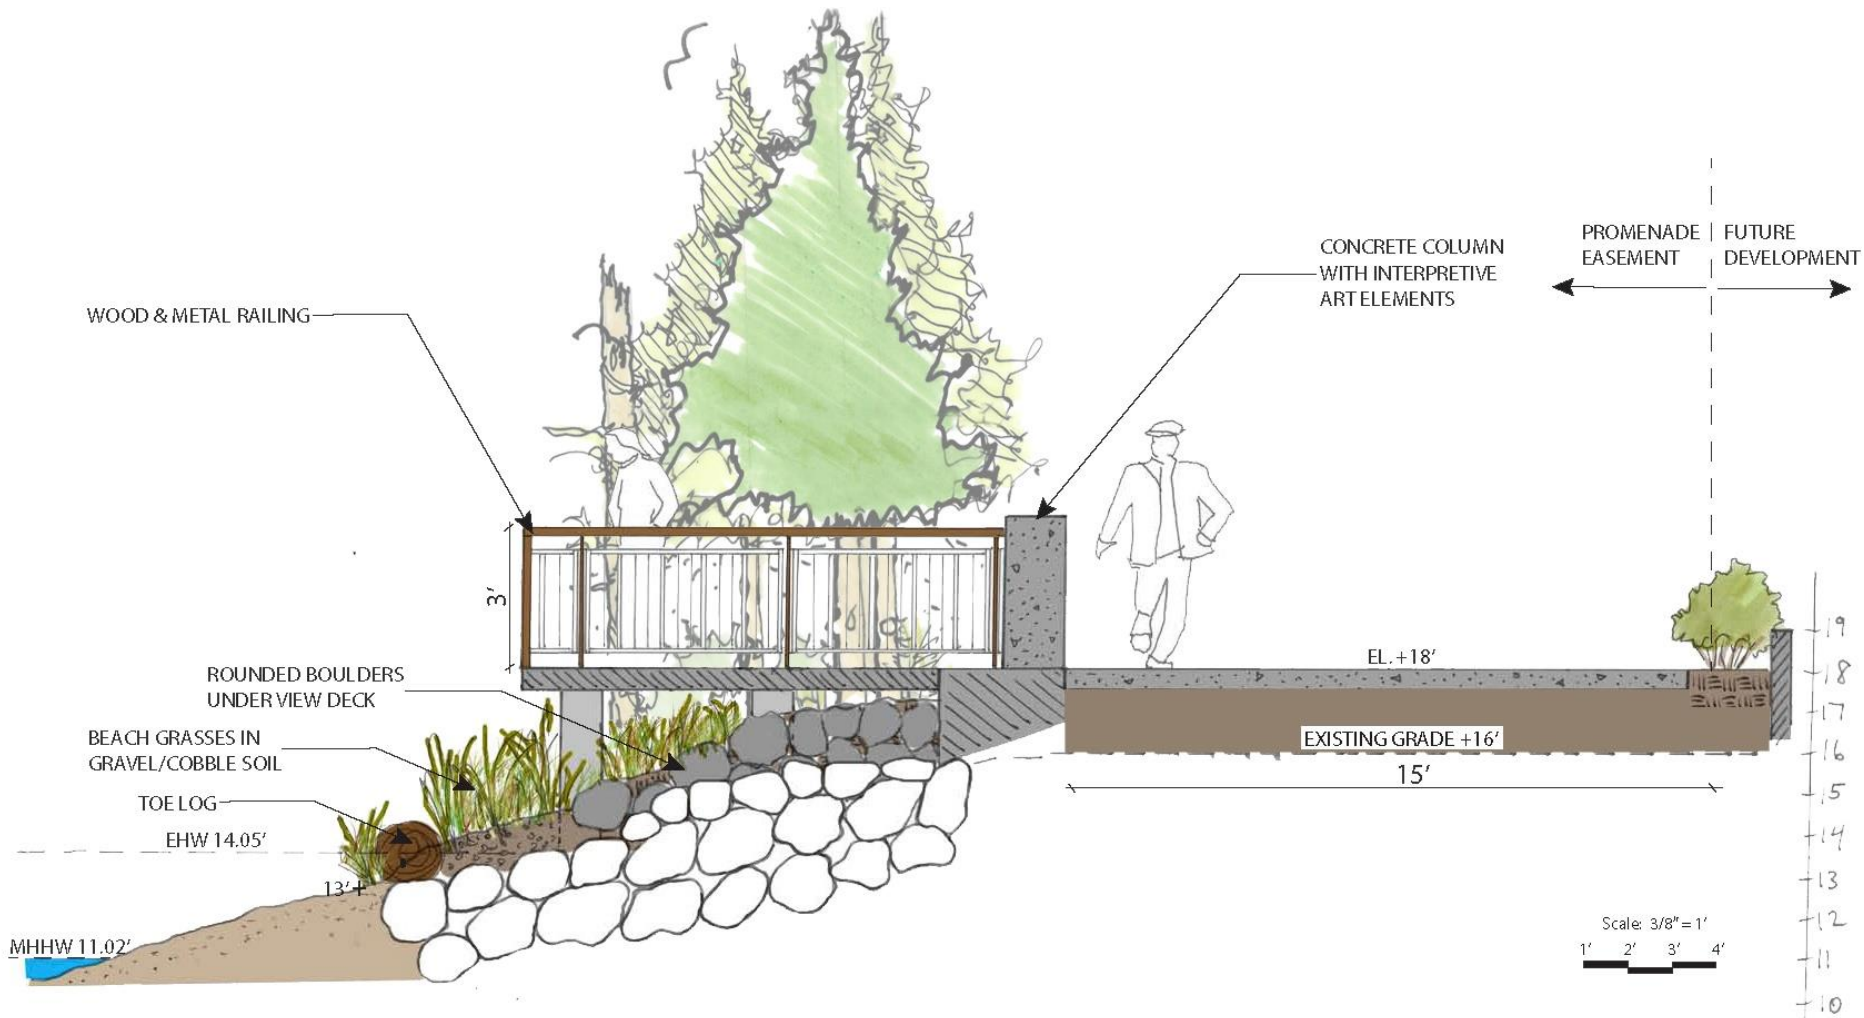 PROMENADE
EASEMENT
FUTURE
DEVELOPMENT
CONCRETE COLUMN
WITH INTERPRETIVE
ART ELEMENTS
WOOD & METAL RAILING
3'
ROUNDED BOULDERS
UNDER VIEW DECK
BEACH GRASSES IN
GRAVEL/COBBLE SOIL
TOE LOG
EHW 14.05'
13'+
MHHW 11.02'
EL. +18'
EXISTING GRADE +16'
15'
Scale: 3/8" = 1'
1' 2' 3' 4'
19
18
17
16
15
14
13
12
11
10